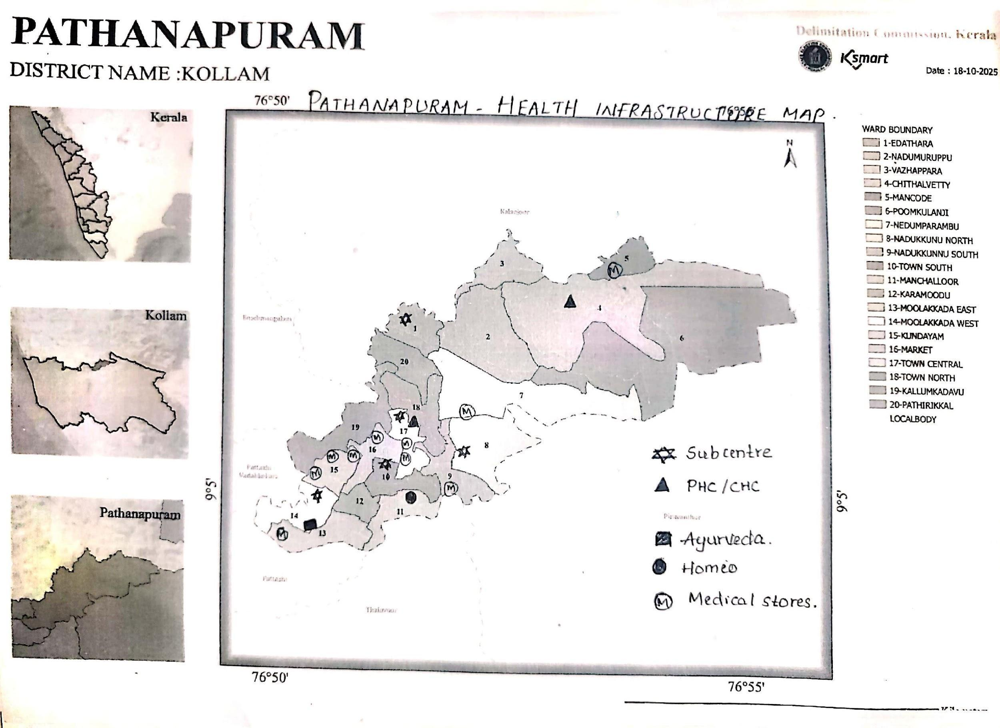 PATHANAPURAM
DISTRICT NAME :KOLLAM
Delimitation Commission, Kerala
Ksmart
Date : 18-10-2025
76°50'
PATHANAPURAM - HEALTH INFRASTRUCTURE MAP.
Kerala
Kollam
Pathanapuram
N
Kalanjoor
3
5
M
4
1
2
6
20
7
18
M
19
17
M
M
8
16
M
M
M
15
M
10
9
M
12
11
14
13
M
Pattazhi
Thalavoor
Piravanthur
9°5'
9°5'
Subcentre
PHC / CHC
Ayurveda.
Homeo
M Medical stores.
76°50'
76°55'
WARD BOUNDARY
1-EDATHARA
2-NADUMURUPPU
3-VAZHAPPARA
4-CHITHALVETTY
5-MANCODE
6-POOMKULANJI
7-NEDUMPARAMBU
8-NADUKKUNU NORTH
9-NADUKKUNNU SOUTH
10-TOWN SOUTH
11-MANCHALLOOR
12-KARAMOODU
13-MOOLAKKADA EAST
14-MOOLAKKADA WEST
15-KUNDAYAM
16-MARKET
17-TOWN CENTRAL
18-TOWN NORTH
19-KALLUMKADAVU
20-PATHIRIKKAL
LOCALBODY